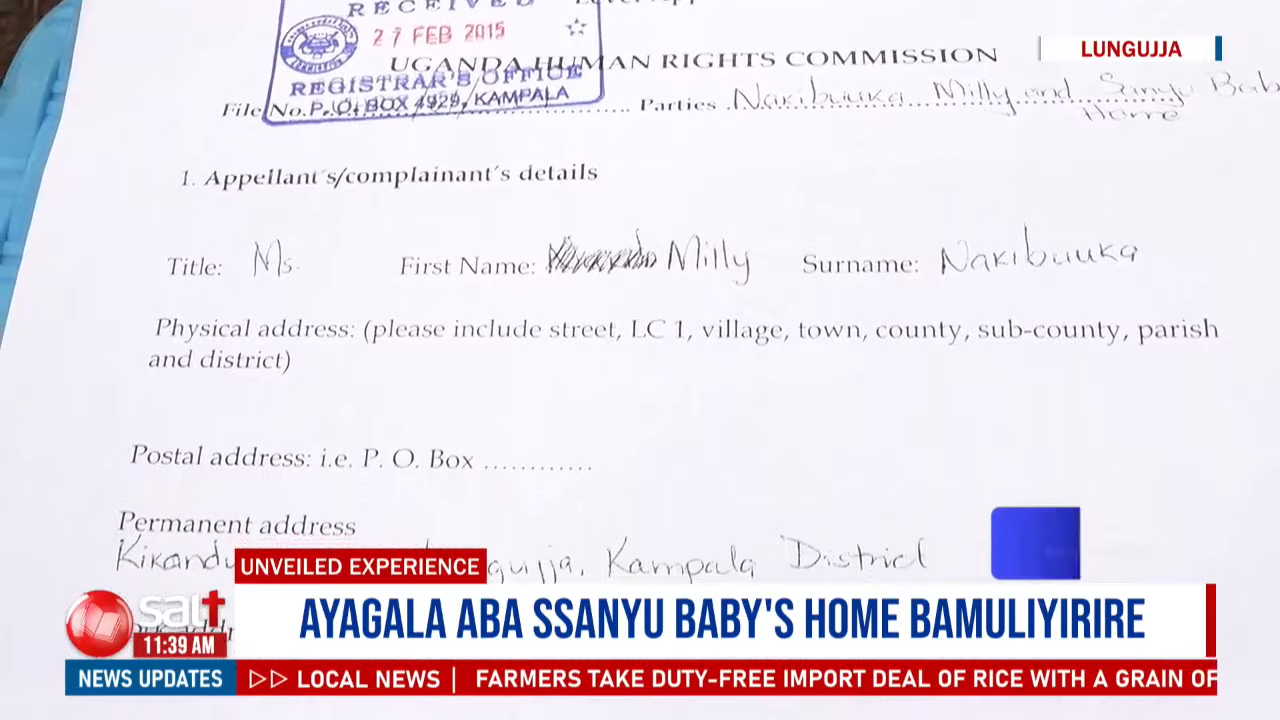 RECEIVED
27 FEB 2015
LUNGUJJA
UGANDA HUMAN RIGHTS COMMISSION
REGISTRAR'S OFFICE
P.O. BOX 4929, KAMPALA
File No. Parties Nakibuuka Milly and Sanyu Bab
Home
1. Appellant's/complainant's details
Title: Ms. First Name: Milly Surname: Nakibuuka
Physical address: (please include street, LC 1, village, town, county, sub-county, parish
and district)
Postal address: i.e. P. O. Box ............
Permanent address
gujja, Kampala District
UNVEILED EXPERIENCE
salt
AYAGALA ABA SSANYU BABY'S HOME BAMULIYIRIRE
11:39 AM
NEWS UPDATES ▷▷ LOCAL NEWS | FARMERS TAKE DUTY-FREE IMPORT DEAL OF RICE WITH A GRAIN OF